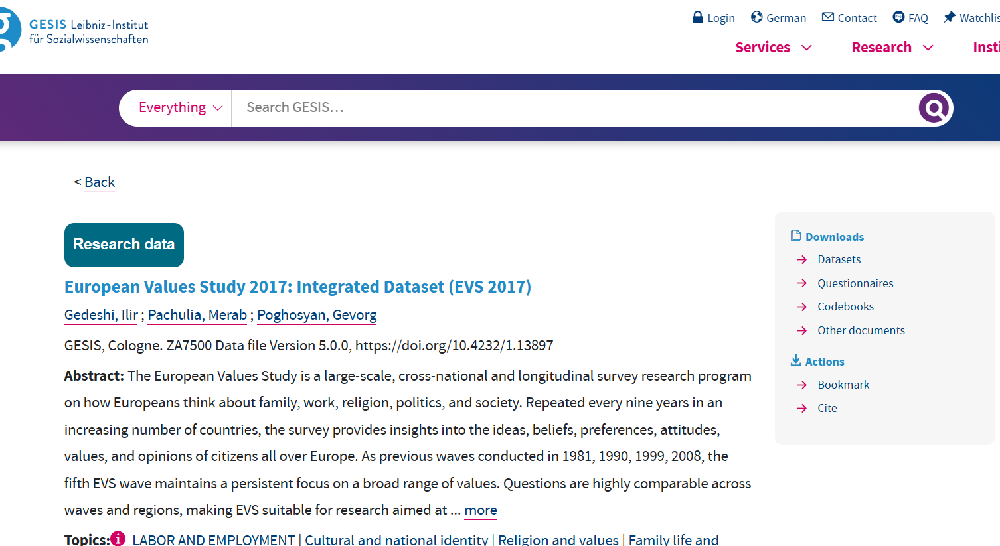 GESIS Leibniz-Institut
für Sozialwissenschaften
Login German Contact FAQ Watchlis
Services Research Insti
Everything Search GESIS...
< Back
Research data
European Values Study 2017: Integrated Dataset (EVS 2017)
Gedeshi, Ilir ; Pachulia, Merab ; Poghosyan, Gevorg
GESIS, Cologne. ZA7500 Data file Version 5.0.0, https://doi.org/10.4232/1.13897
Abstract: The European Values Study is a large-scale, cross-national and longitudinal survey research program
on how Europeans think about family, work, religion, politics, and society. Repeated every nine years in an
increasing number of countries, the survey provides insights into the ideas, beliefs, preferences, attitudes,
values, and opinions of citizens all over Europe. As previous waves conducted in 1981, 1990, 1999, 2008, the
fifth EVS wave maintains a persistent focus on a broad range of values. Questions are highly comparable across
waves and regions, making EVS suitable for research aimed at ... more
Topics: LABOR AND EMPLOYMENT | Cultural and national identity | Religion and values | Family life and
Downloads
Datasets
Questionnaires
Codebooks
Other documents
Actions
Bookmark
Cite